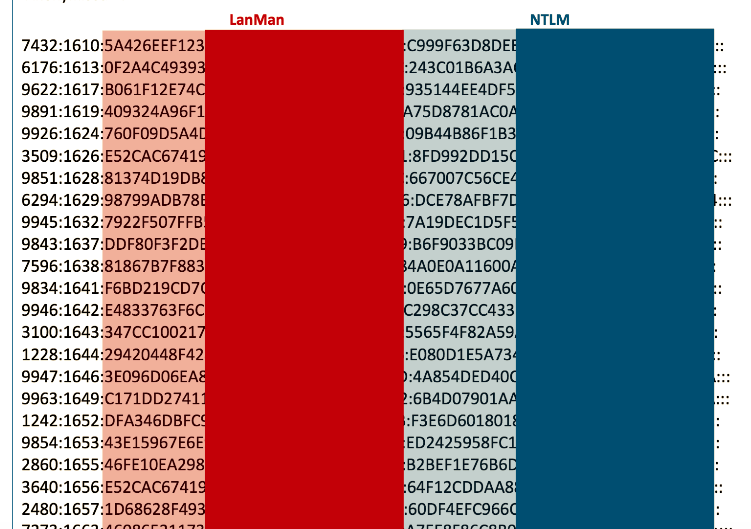 LanMan NTLM
7432:1610:5A426EEF123 :C999F63D8DEE ::
6176:1613:0F2A4C49393 :243C01B6A3A :::
9622:1617:B061F12E74C 935144EE4DF5 ::
9891:1619:409324A96F1 A75D8781AC0A :
9926:1624:760F09D5A4D :09B44B86F1B3 :
3509:1626:E52CAC67419 :8FD992DD15C :::
9851:1628:81374D19DB8 :667007C56CE4 :
6294:1629:98799ADB78E :DCE78AFBF7D :::
9945:1632:7922F507FFB :7A19DEC1D5F5 ::
9843:1637:DDF80F3F2DE :B6F9033BC09 ::
7596:1638:81867B7F883 4A0E0A11600A :
9834:1641:F6BD219CD70 :0E65D7677A60 ::
9946:1642:E4833763F6C C298C37CC433 :
3100:1643:347CC100217 5565F4F82A59 :
1228:1644:29420448F42 :E080D1E5A734 ::
9947:1646:3E096D06EA8 :4A854DED40C :::
9963:1649:C171DD27411 :6B4D07901AA :::
1242:1652:DFA346DBFC9 :F3E6D6018018 ::
9854:1653:43E15967E6E :ED2425958FC1 :
2860:1655:46FE10EA298 :B2BEF1E76B6D ::
3640:1656:E52CAC67419 :64F12CDDAA8 ::
2480:1657:1D68628F493 :60DF4EFC966C ::